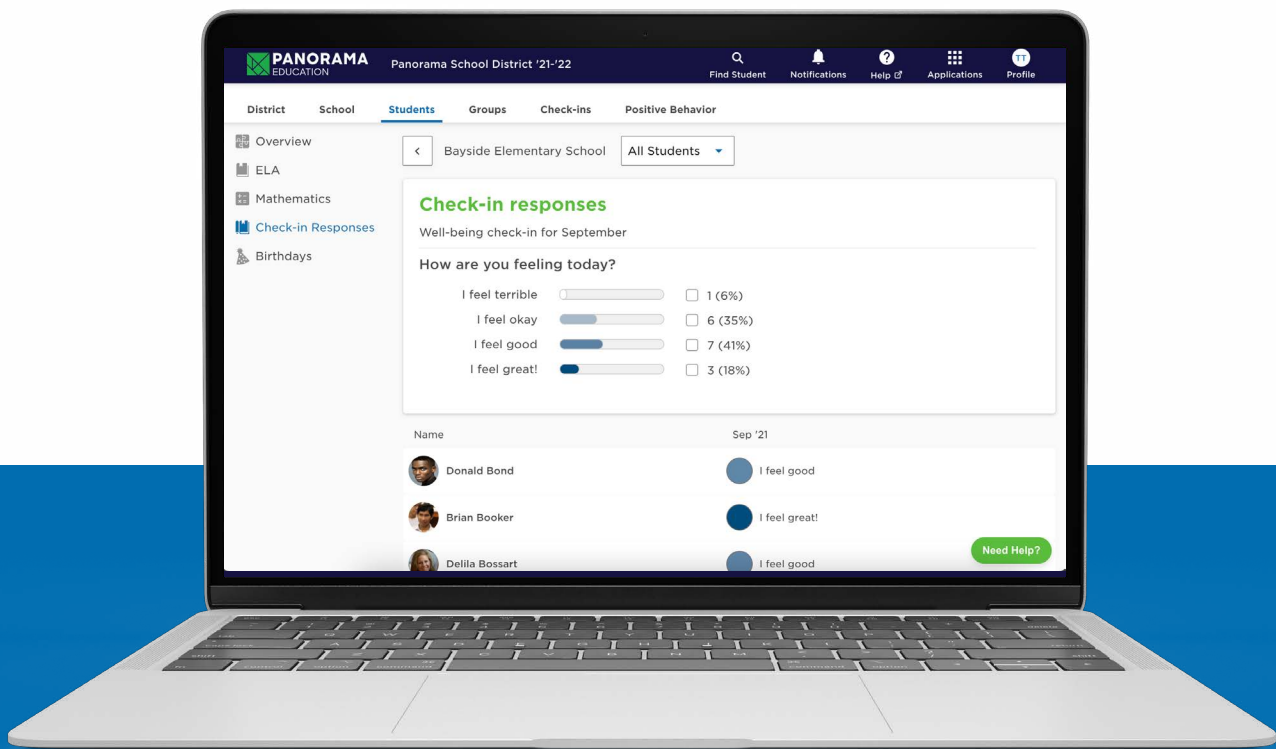 PANORAMA
EDUCATION
Panorama School District '21-'22
Find Student
Notifications
Help
Applications
TT
Profile
District
School
Students
Groups
Check-ins
Positive Behavior
Overview
ELA
Mathematics
Check-in Responses
Birthdays
Bayside Elementary School
All Students
Check-in responses
Well-being check-in for September
How are you feeling today?
I feel terrible 1 (6%)
I feel okay 6 (35%)
I feel good 7 (41%)
I feel great! 3 (18%)
Name Sep '21
Donald Bond I feel good
Brian Booker I feel great!
Delila Bossart I feel good
Need Help?